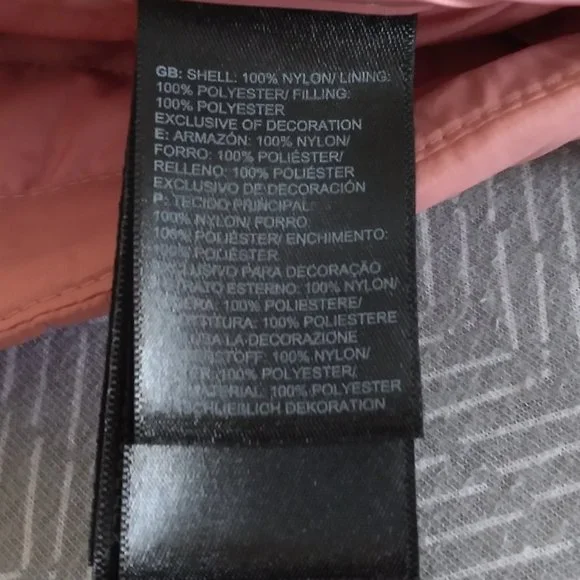 GB: SHELL: 100% NYLON/ LINING:
100% POLYESTER/ FILLING:
100% POLYESTER
EXCLUSIVE OF DECORATION
E: ARMAZÓN: 100% NYLON/
FORRO: 100% POLIÉSTER/
RELLENO: 100% POLIÉSTER
EXCLUSIVO DE DECORACIÓN
P: TECIDO PRINCIPAL:
100% NYLON/ FORRO
100% POLIÉSTER/ ENCHIMENTO:
100% POLIÉSTER
EXCLUSIVO PARA DECORAÇÃO
ESTERNO: 100% NYLON/
100% POLIESTERE/
100% POLIESTERE
LA DECORAZIONE
100% NYLON/
100% POLYESTER/
100% POLYESTER
DEKORATION